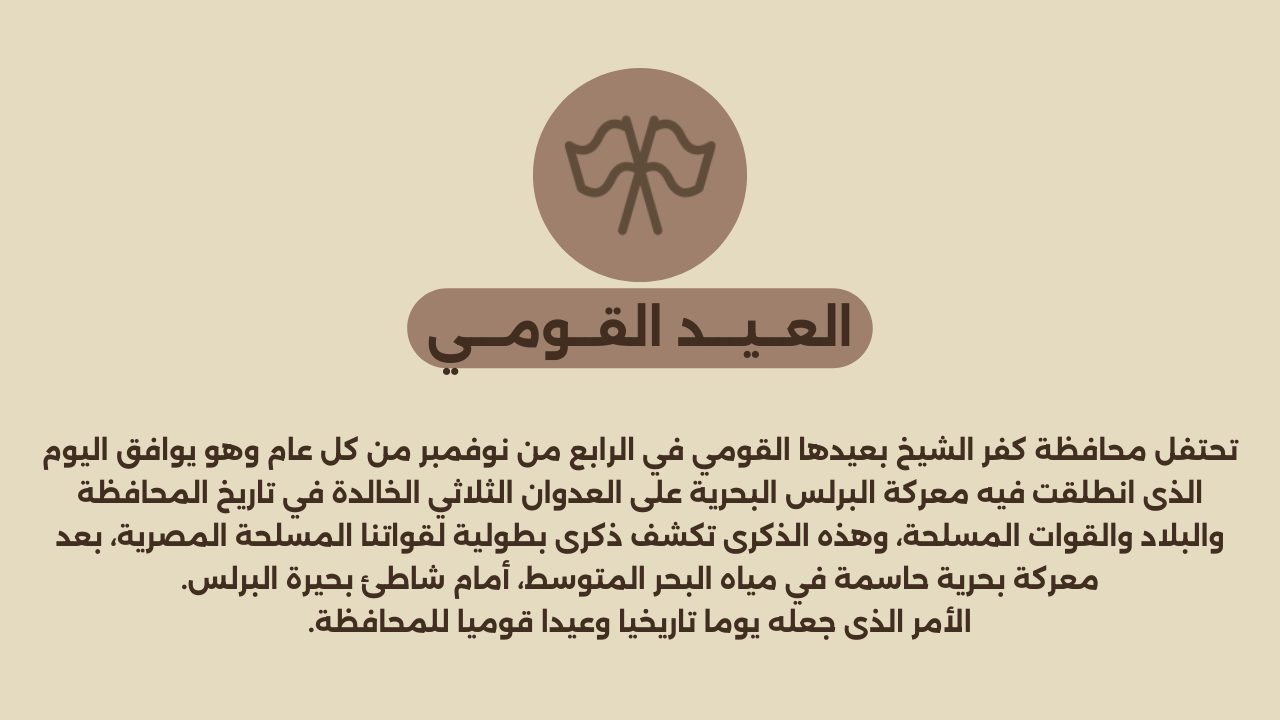 العيـــد القـــومـــي
تحتفل محافظة كفر الشيخ بعيدها القومي في الرابع من نوفمبر من كل عام وهو يوافق اليوم
الذى انطلقت فيه معركة البرلس البحرية على العدوان الثلاثي الخالدة في تاريخ المحافظة
والبلاد والقوات المسلحة، وهذه الذكرى تكشف ذكرى بطولية لقواتنا المسلحة المصرية، بعد
معركة بحرية حاسمة في مياه البحر المتوسط، أمام شاطئ بحيرة البرلس.
الأمر الذى جعله يوما تاريخيا وعيدا قوميا للمحافظة.